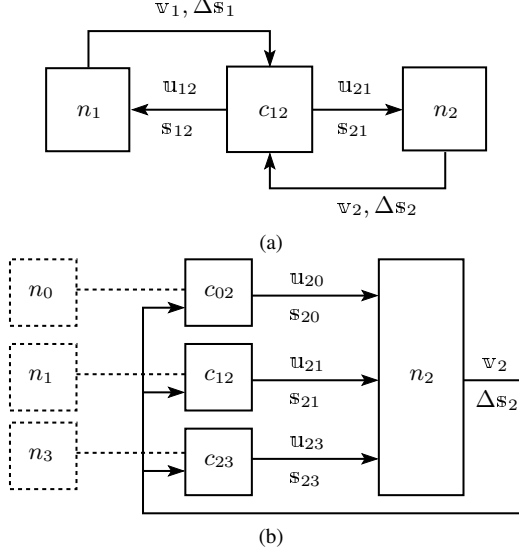 𝕧₁, Δ𝕤₁
n₁
𝕦₁₂
𝕤₁₂
c₁₂
𝕦₂₁
𝕤₂₁
n₂
𝕧₂, Δ𝕤₂
(a)
n₀
c₀₂
𝕦₂₀
𝕤₂₀
n₁
c₁₂
𝕦₂₁
𝕤₂₁
n₂
𝕧₂
Δ𝕤₂
n₃
c₂₃
𝕦₂₃
𝕤₂₃
(b)